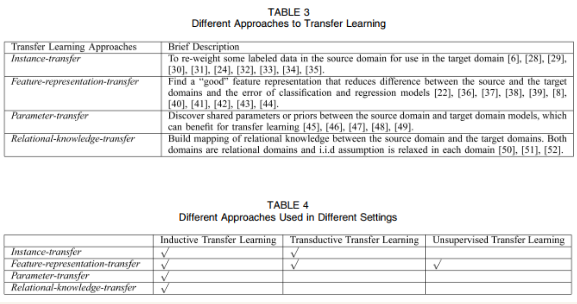 TABLE 3
Different Approaches to Transfer Learning
Transfer Learning Approaches Brief Description
Instance-transfer To re-weight some labeled data in the source domain for use in the target domain [6], [28], [29],
[30], [31], [24], [32], [33], [34], [35].
Feature-representation-transfer Find a “good” feature representation that reduces difference between the source and the target
domains and the error of classification and regression models [22], [36], [37], [38], [39], [8],
[40], [41], [42], [43], [44].
Parameter-transfer Discover shared parameters or priors between the source domain and target domain models, which
can benefit for transfer learning [45], [46], [47], [48], [49].
Relational-knowledge-transfer Build mapping of relational knowledge between the source domain and the target domains. Both
domains are relational domains and i.i.d assumption is relaxed in each domain [50], [51], [52].
TABLE 4
Different Approaches Used in Different Settings
Inductive Transfer Learning Transductive Transfer Learning Unsupervised Transfer Learning
Instance-transfer √ √
Feature-representation-transfer √ √ √
Parameter-transfer √
Relational-knowledge-transfer √